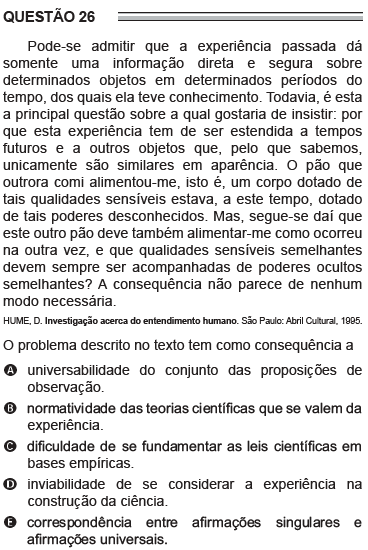 QUESTÃO 26
Pode-se admitir que a experiência passada dá
somente uma informação direta e segura sobre
determinados objetos em determinados períodos do
tempo, dos quais ela teve conhecimento. Todavia, é esta
a principal questão sobre a qual gostaria de insistir: por
que esta experiência tem de ser estendida a tempos
futuros e a outros objetos que, pelo que sabemos,
unicamente são similares em aparência. O pão que
outrora comi alimentou-me, isto é, um corpo dotado de
tais qualidades sensíveis estava, a este tempo, dotado
de tais poderes desconhecidos. Mas, segue-se daí que
este outro pão deve também alimentar-me como ocorreu
na outra vez, e que qualidades sensíveis semelhantes
devem sempre ser acompanhadas de poderes ocultos
semelhantes? A consequência não parece de nenhum
modo necessária.
HUME, D. Investigação acerca do entendimento humano. São Paulo: Abril Cultural, 1995.
O problema descrito no texto tem como consequência a
A universabilidade do conjunto das proposições de
observação.
B normatividade das teorias científicas que se valem da
experiência.
C dificuldade de se fundamentar as leis científicas em
bases empíricas.
D inviabilidade de se considerar a experiência na
construção da ciência.
E correspondência entre afirmações singulares e
afirmações universais.